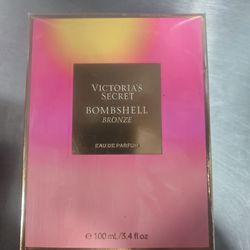 VICTORIA'S
SECRET
BOMBSHELL
BRONZE
EAU DE PARFUM
℮ 100 mL/3.4 fl oz